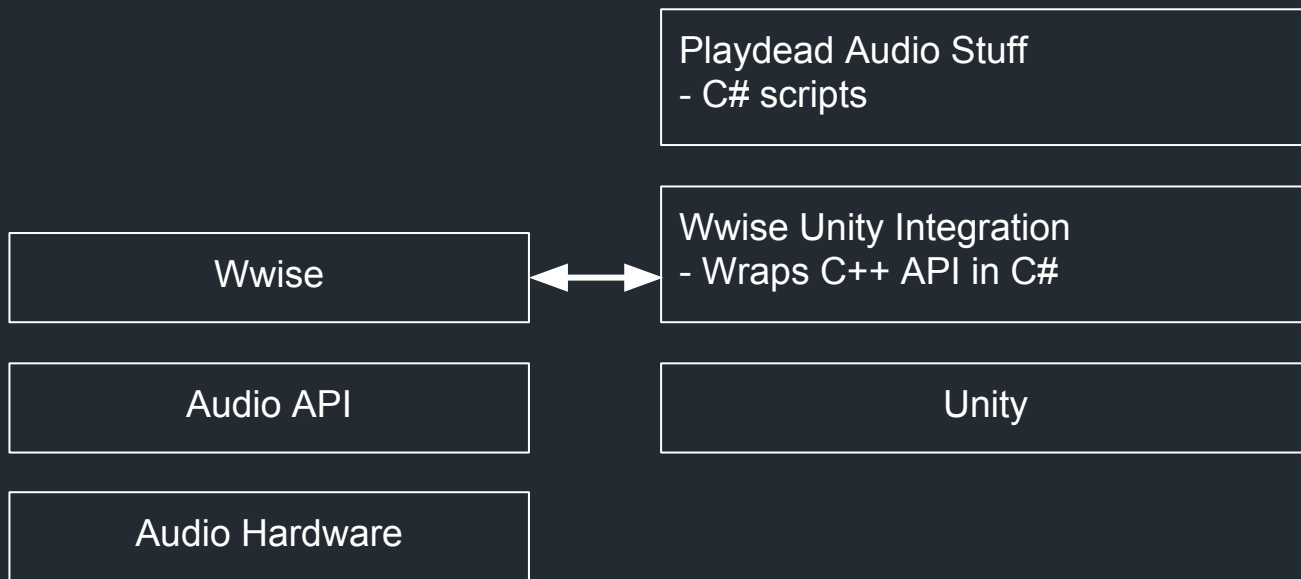 Playdead Audio Stuff
- C# scripts
Wwise Unity Integration
- Wraps C++ API in C#
Wwise
Audio API
Unity
Audio Hardware